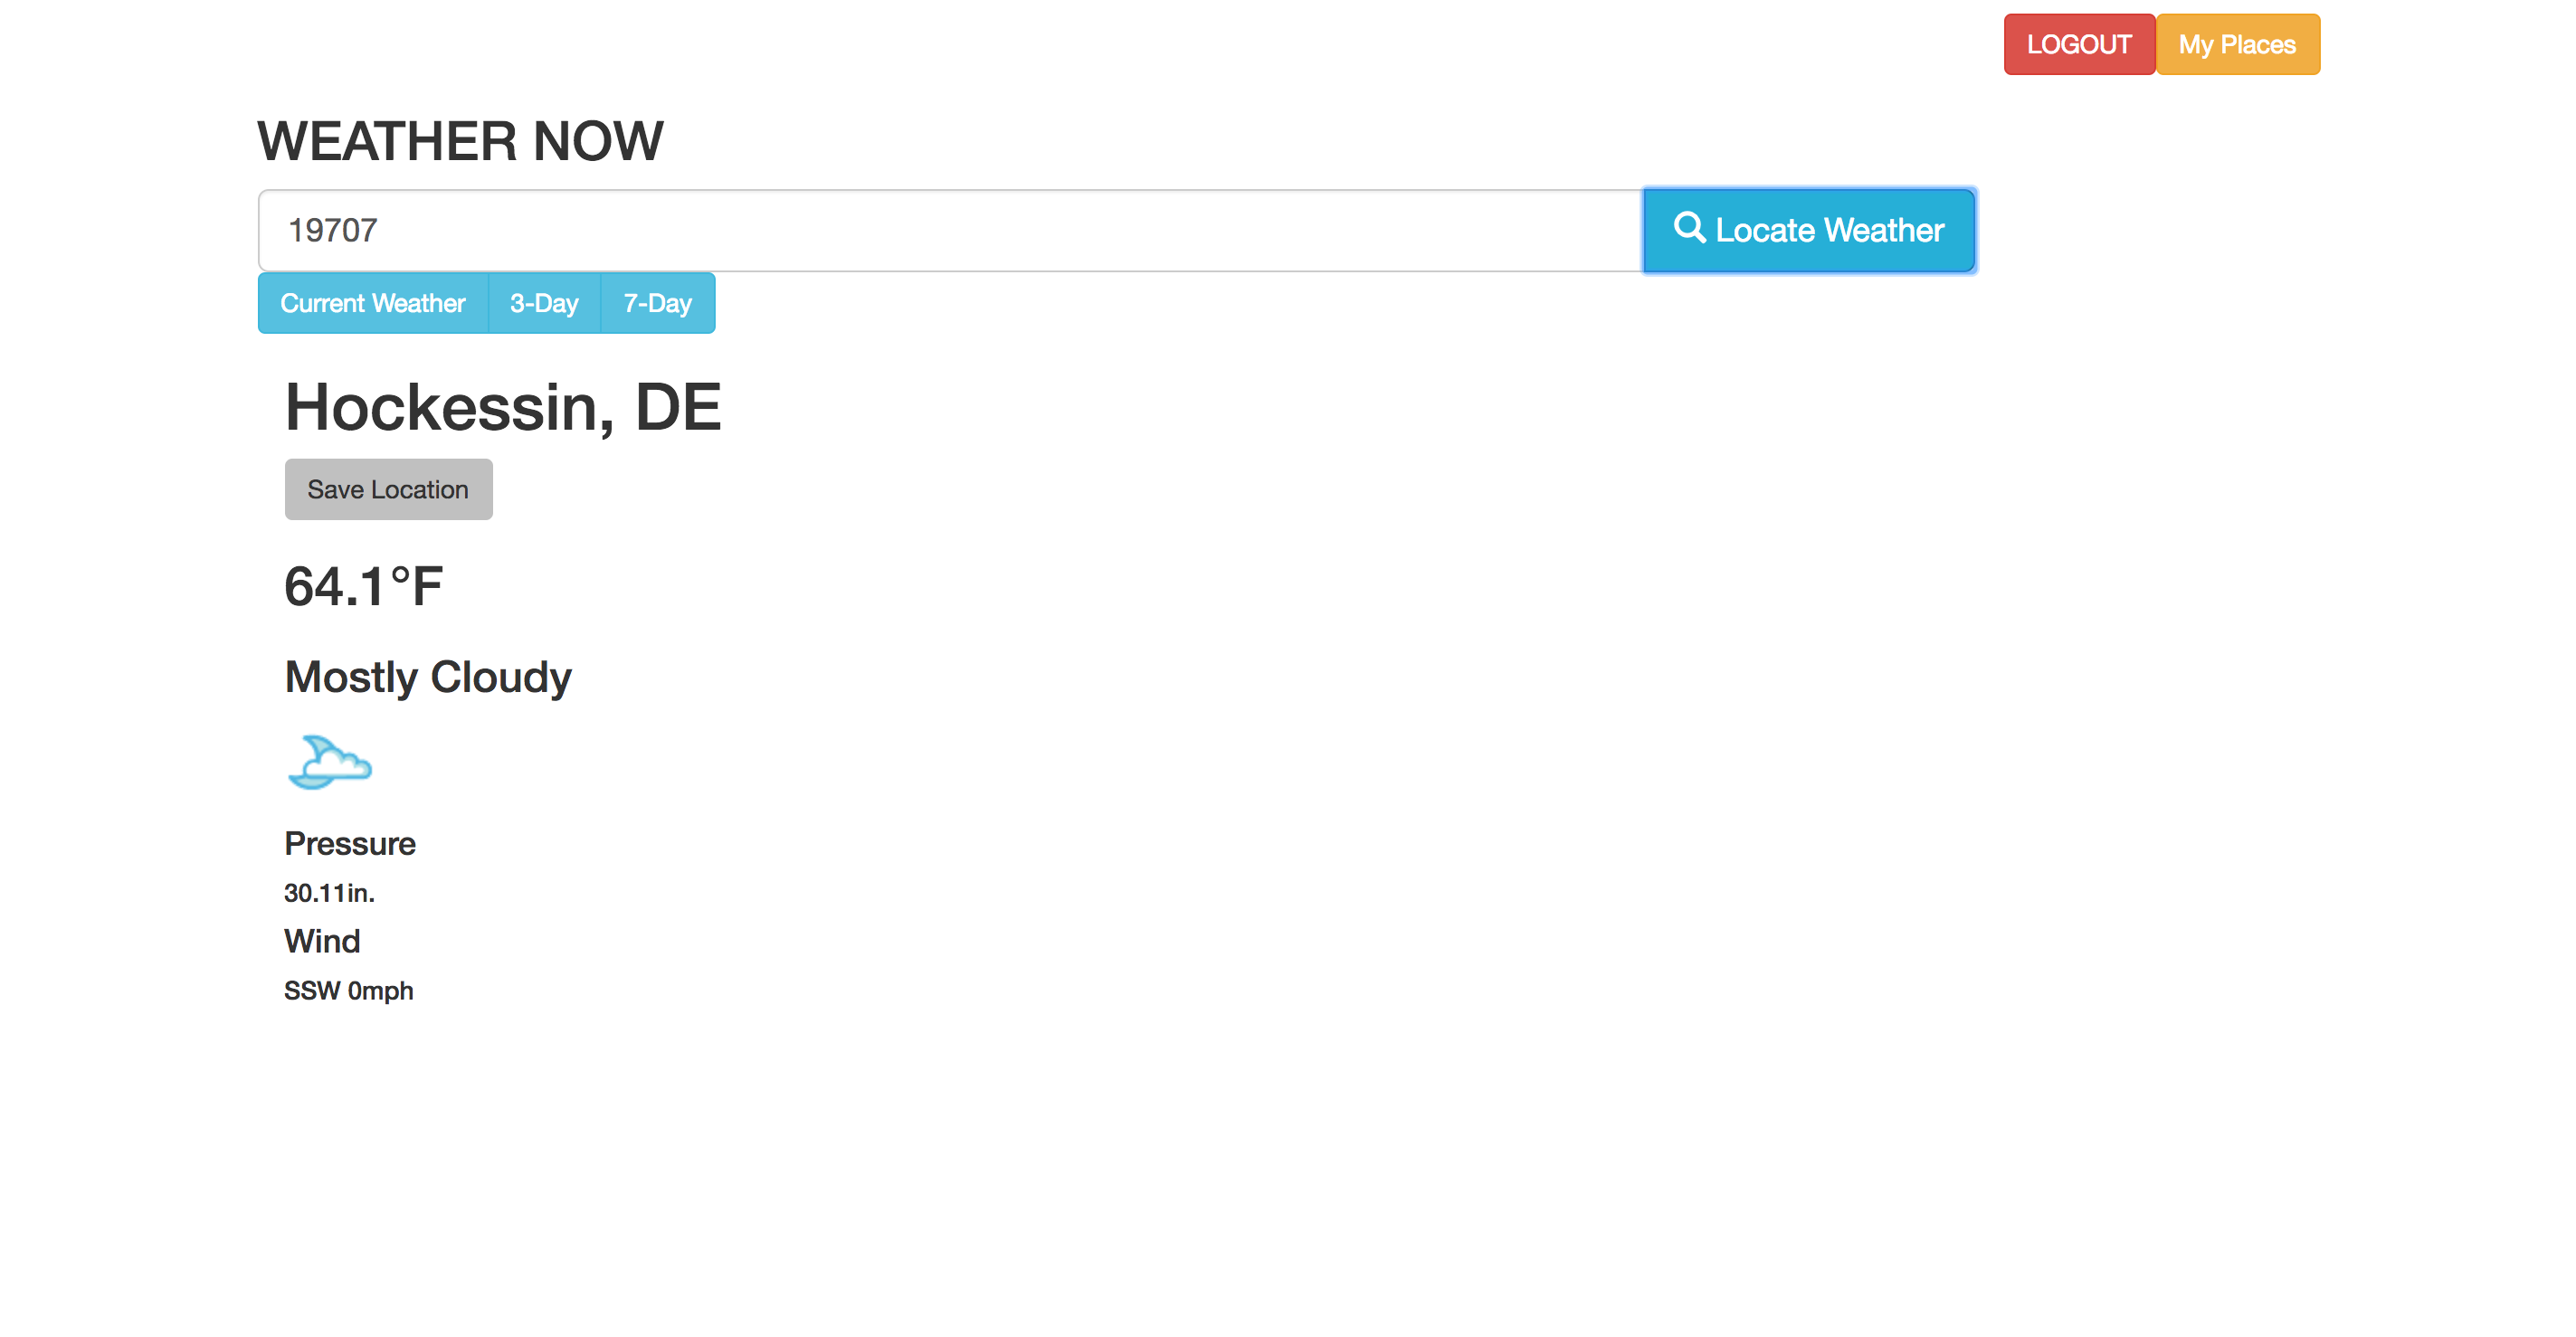 LOGOUT My Places
WEATHER NOW
19707 Locate Weather
Current Weather 3-Day 7-Day
Hockessin, DE
Save Location
64.1°F
Mostly Cloudy
Pressure
30.11in.
Wind
SSW 0mph